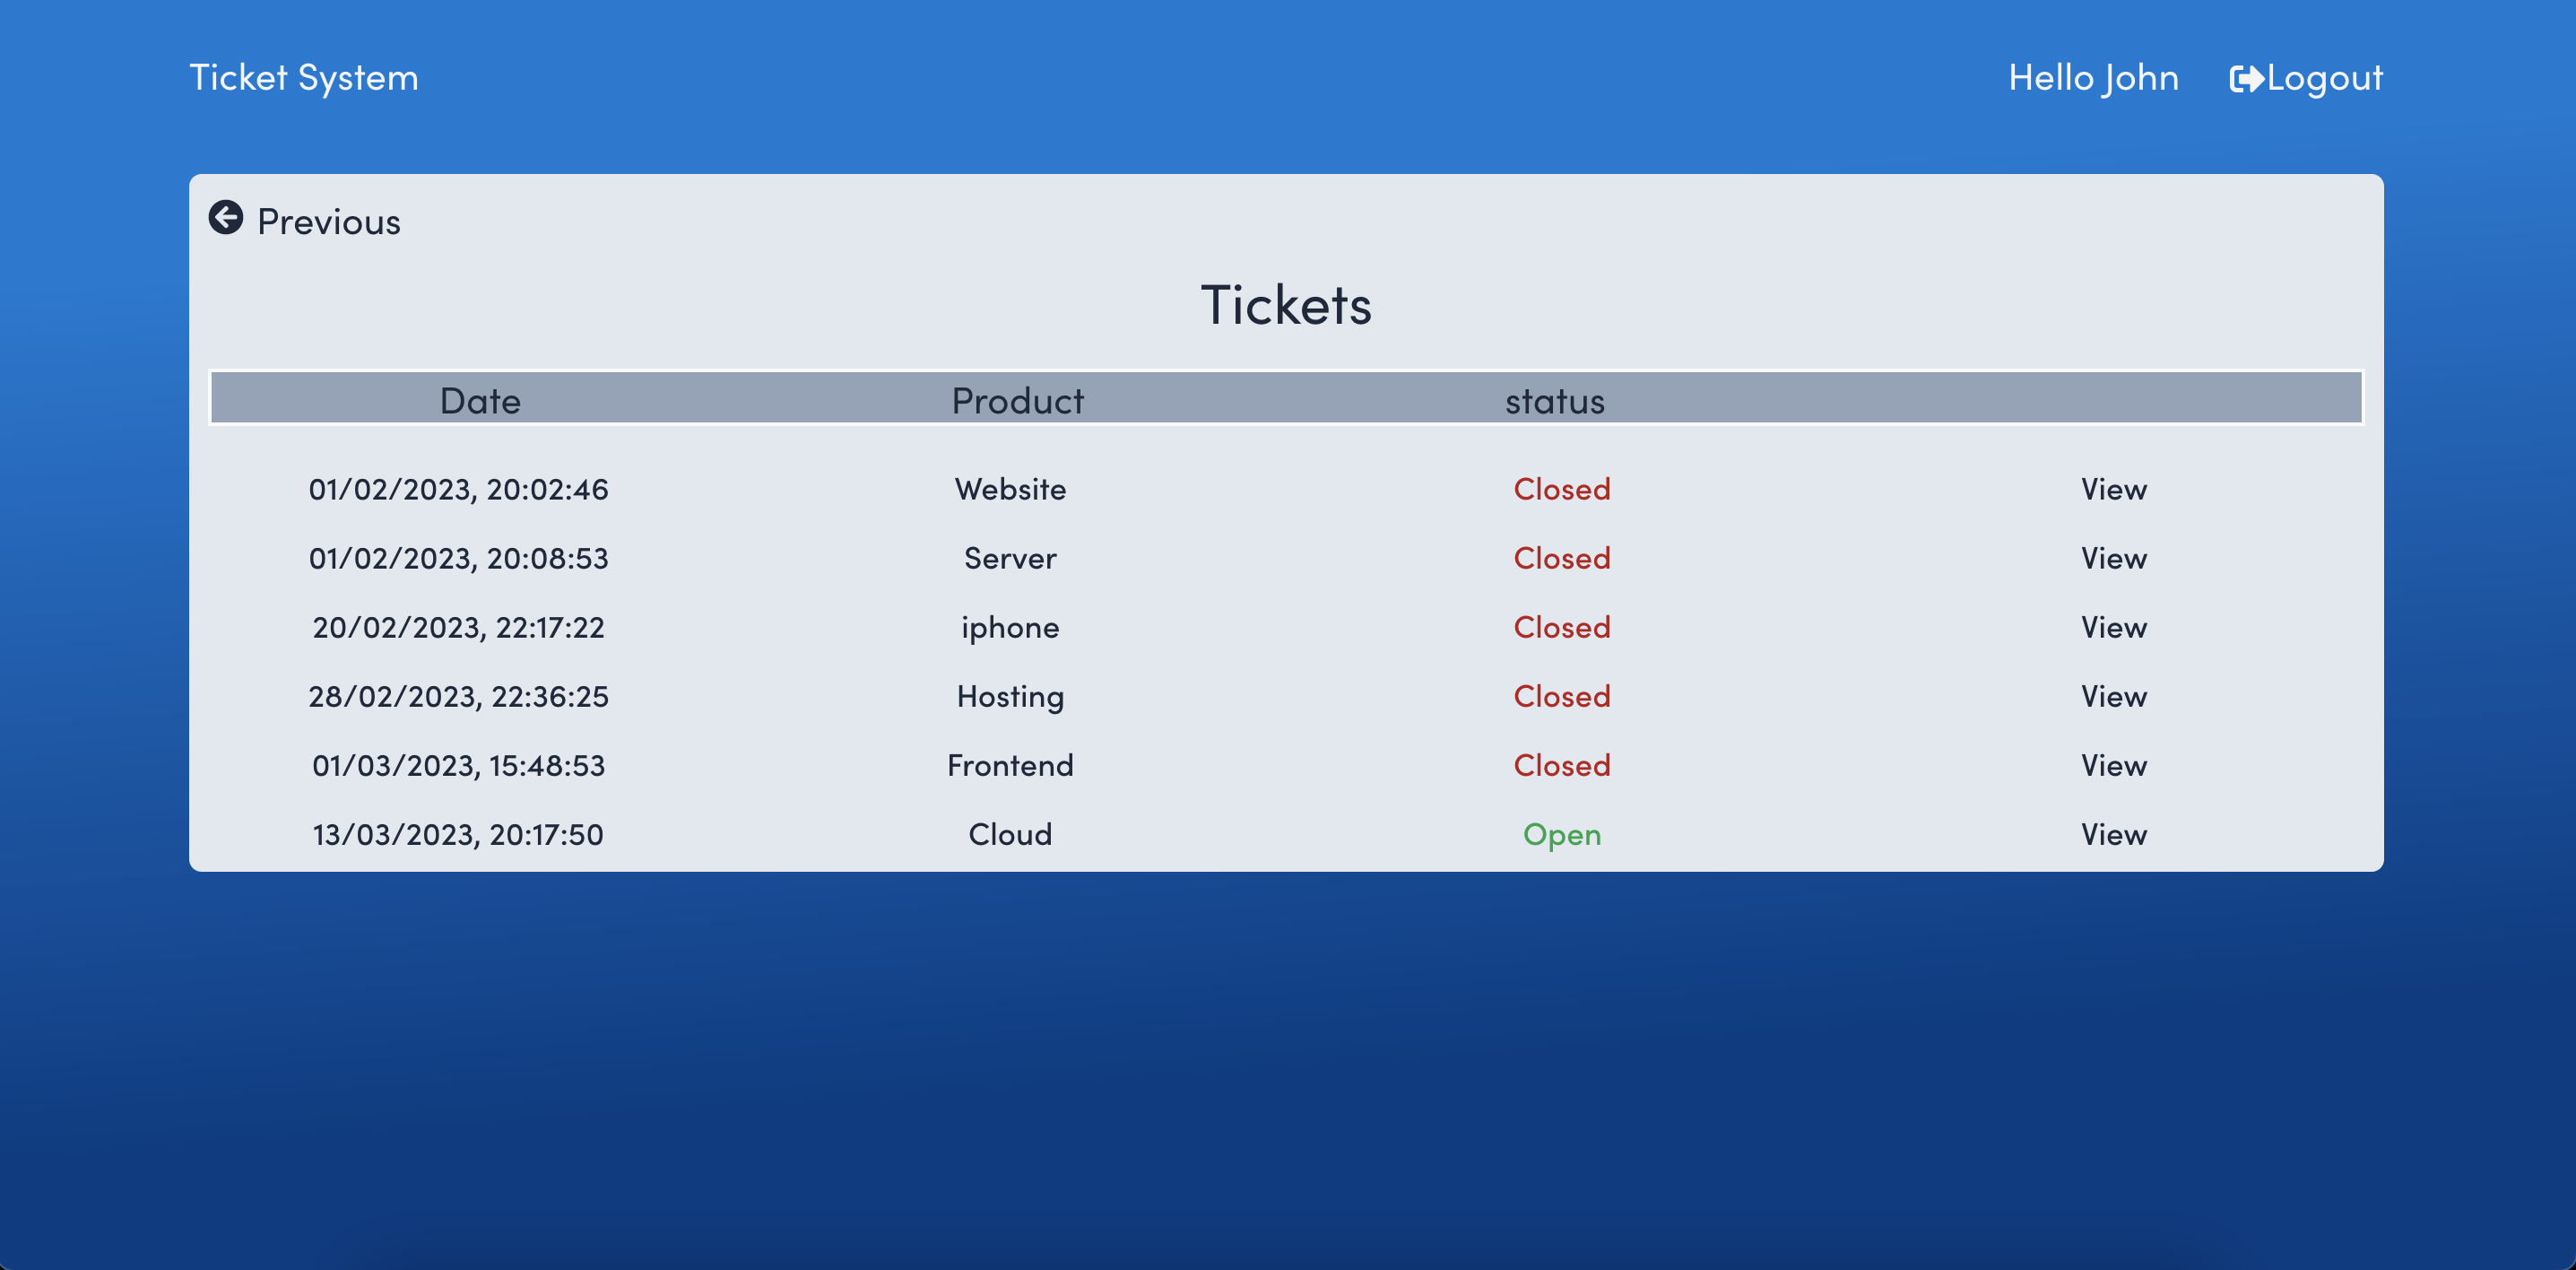 Ticket System Hello John Logout
Previous
Tickets
Date Product status
01/02/2023, 20:02:46 Website Closed View
01/02/2023, 20:08:53 Server Closed View
20/02/2023, 22:17:22 iphone Closed View
28/02/2023, 22:36:25 Hosting Closed View
01/03/2023, 15:48:53 Frontend Closed View
13/03/2023, 20:17:50 Cloud Open View